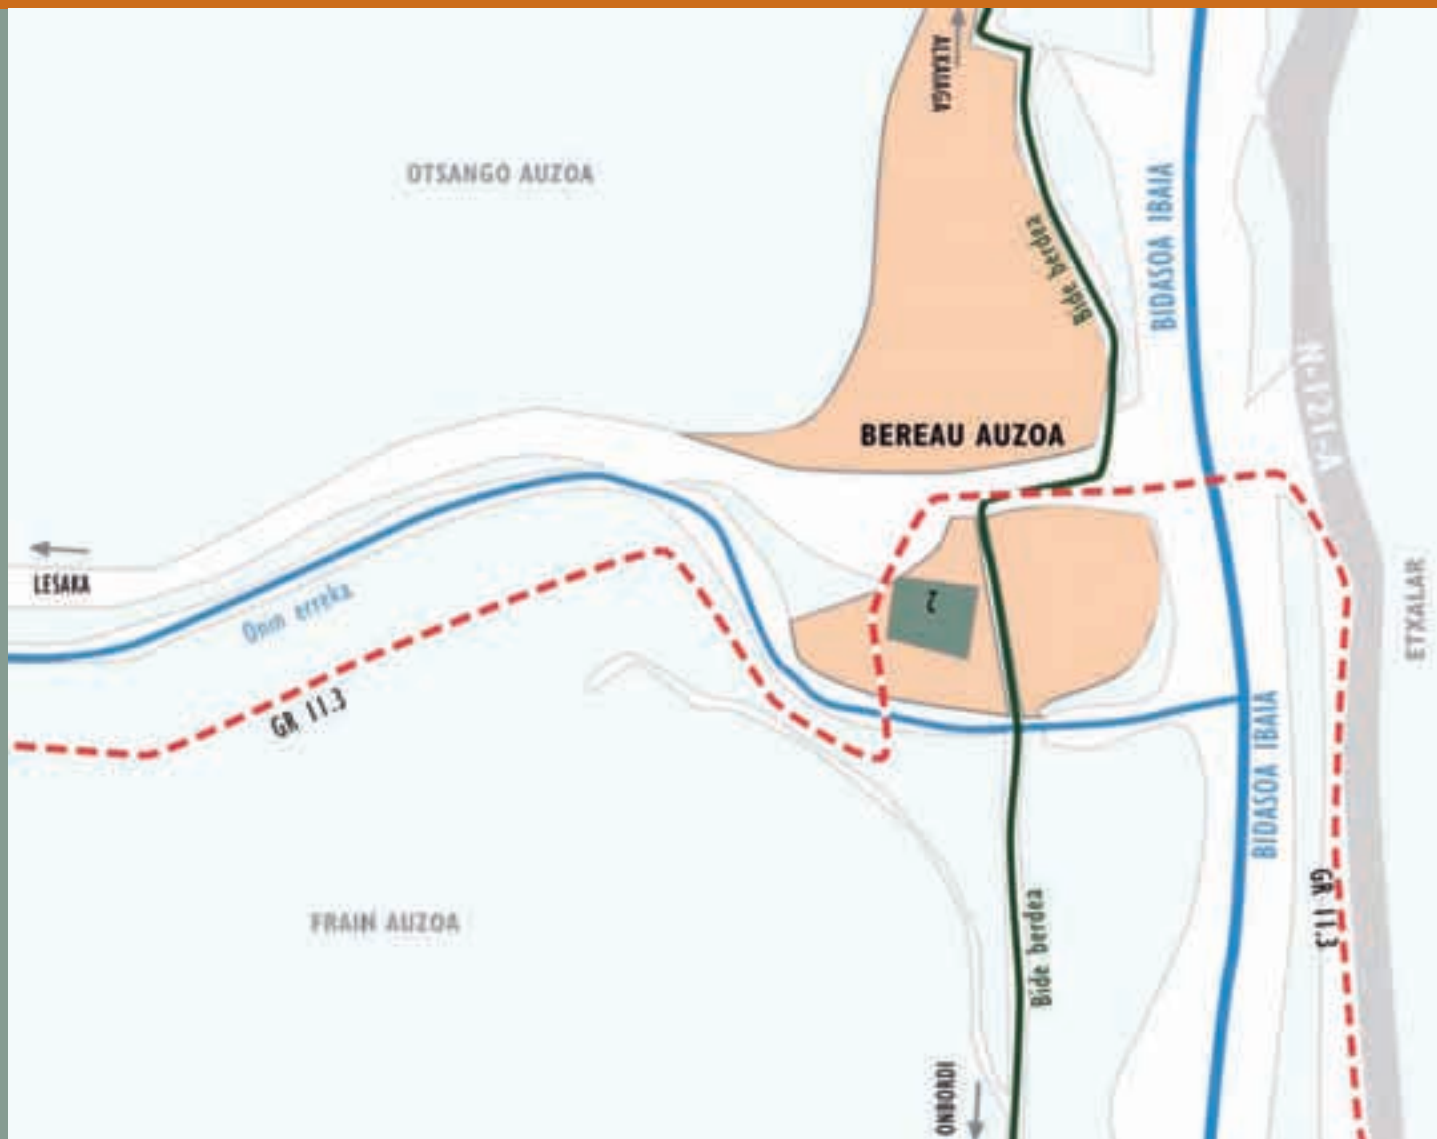 ALKAIAGA
OTSANGO AUZOA
BIDASOA IBAIA
Bide berdea
N-121-A
BEREAU AUZOA
LESAKA
Onin erreka
2
ETXALAR
GR 11.3
BIDASOA IBAIA
GR 11.3
FRAIN AUZOA
Bide berdea
ONBORDI